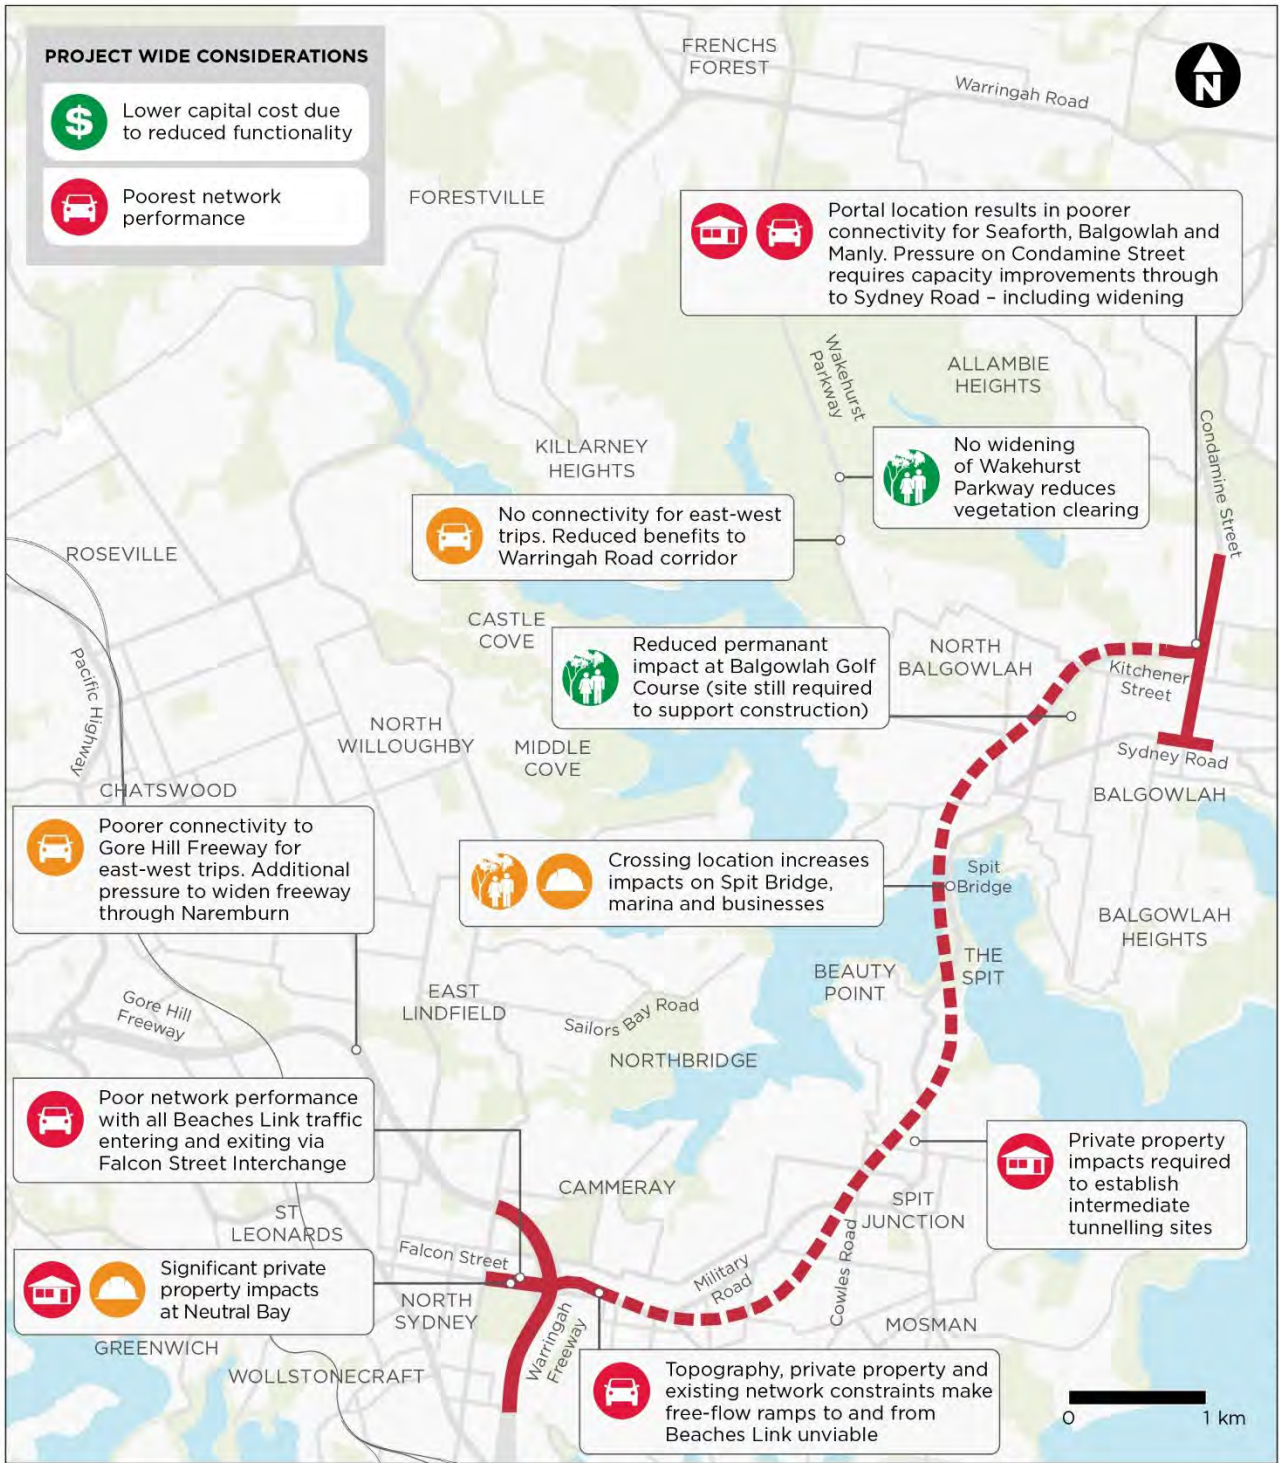 PROJECT WIDE CONSIDERATIONS
$
Lower capital cost due
to reduced functionality
Poorest network
performance
FRENCHS
FOREST
Warringah Road
N
FORESTVILLE
Portal location results in poorer
connectivity for Seaforth, Balgowlah and
Manly. Pressure on Condamine Street
requires capacity improvements through
to Sydney Road – including widening
Wakehurst
Parkway
ALLAMBIE
HEIGHTS
Condamine Street
KILLARNEY
HEIGHTS
No widening
of Wakehurst
Parkway reduces
vegetation clearing
No connectivity for east-west
trips. Reduced benefits to
Warringah Road corridor
ROSEVILLE
CASTLE
COVE
Reduced permanant
impact at Balgowlah Golf
Course (site still required
to support construction)
NORTH
BALGOWLAH
Kitchener
Street
Pacific Highway
NORTH
WILLOUGHBY
MIDDLE
COVE
Sydney Road
CHATSWOOD
BALGOWLAH
Poorer connectivity to
Gore Hill Freeway for
east-west trips. Additional
pressure to widen freeway
through Naremburn
Crossing location increases
impacts on Spit Bridge,
marina and businesses
Spit
Bridge
BALGOWLAH
HEIGHTS
THE
SPIT
BEAUTY
POINT
EAST
LINDFIELD
Gore Hill
Freeway
Sailors Bay Road
NORTHBRIDGE
Poor network performance
with all Beaches Link traffic
entering and exiting via
Falcon Street Interchange
Private property
impacts required
to establish
intermediate
tunnelling sites
CAMMERAY
SPIT
JUNCTION
ST
LEONARDS
Falcon Street
Military
Road
Cowles Road
Significant private
property impacts
at Neutral Bay
NORTH
SYDNEY
Warringah
Freeway
MOSMAN
GREENWICH
WOLLSTONECRAFT
Topography, private property and
existing network constraints make
free-flow ramps to and from
Beaches Link unviable
0 1 km